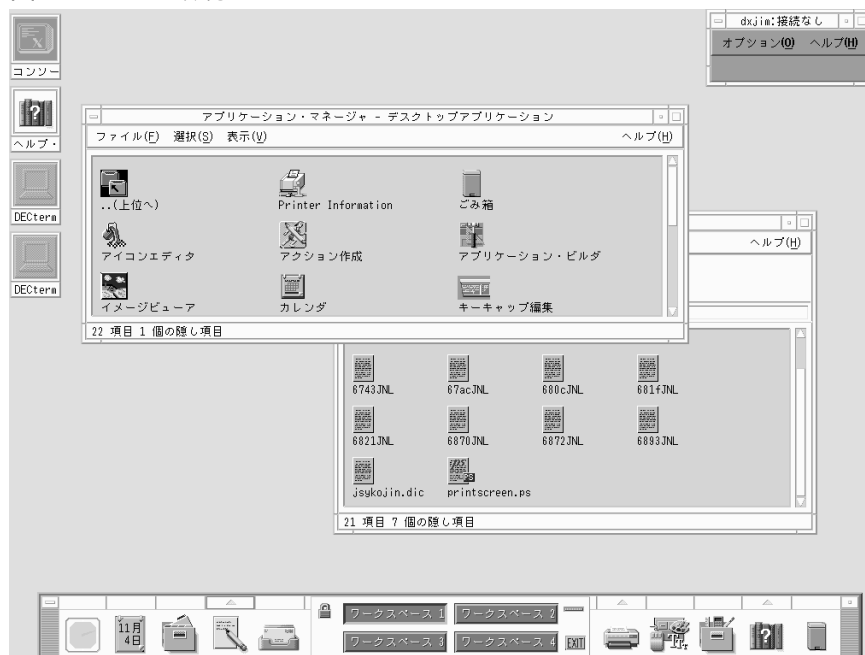 dxjim:接続なし
オプション(O) ヘルプ(H)
コンソー
ヘルプ・
DECterm
DECterm
アプリケーション・マネージャ - デスクトップアプリケーション
ファイル(F) 選択(S) 表示(V) ヘルプ(H)
..(上位へ) Printer Information ごみ箱
アイコンエディタ アクション作成 アプリケーション・ビルダ
イメージビューア カレンダ キーキャップ編集
22 項目 1 個の隠し項目
ヘルプ(H)
6743JNL 67acJNL 680cJNL 681fJNL
6821JNL 6870JNL 6872JNL 6893JNL
jsykojin.dic printscreen.ps
21 項目 7 個の隠し項目
11月
4日
ワークスペース 1 ワークスペース 2
ワークスペース 3 ワークスペース 4 EXIT